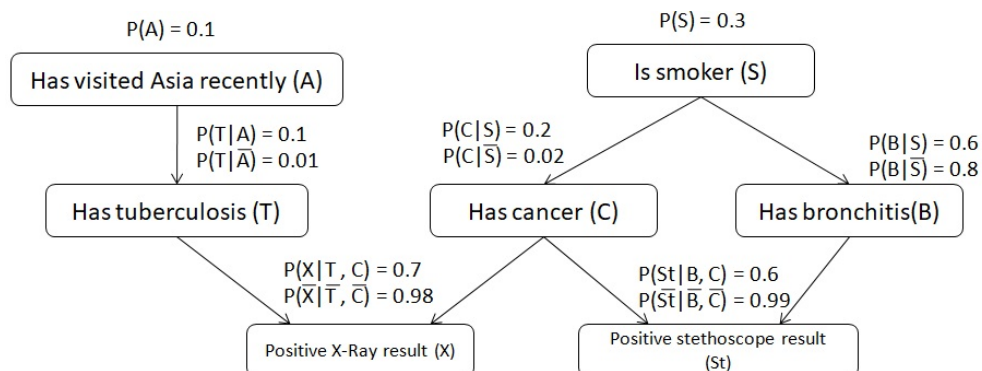 P(A) = 0.1
Has visited Asia recently (A)
P(T|A) = 0.1
P(T|A̅) = 0.01
Has tuberculosis (T)
P(S) = 0.3
Is smoker (S)
P(C|S) = 0.2
P(C|S̅) = 0.02
P(B|S) = 0.6
P(B|S̅) = 0.8
Has cancer (C)
Has bronchitis(B)
P(X|T , C) = 0.7
P(X̅|T̅ , C̅) = 0.98
P(St|B, C) = 0.6
P(S̅t̅|B̅, C̅) = 0.99
Positive X-Ray result (X)
Positive stethoscope result
(St)